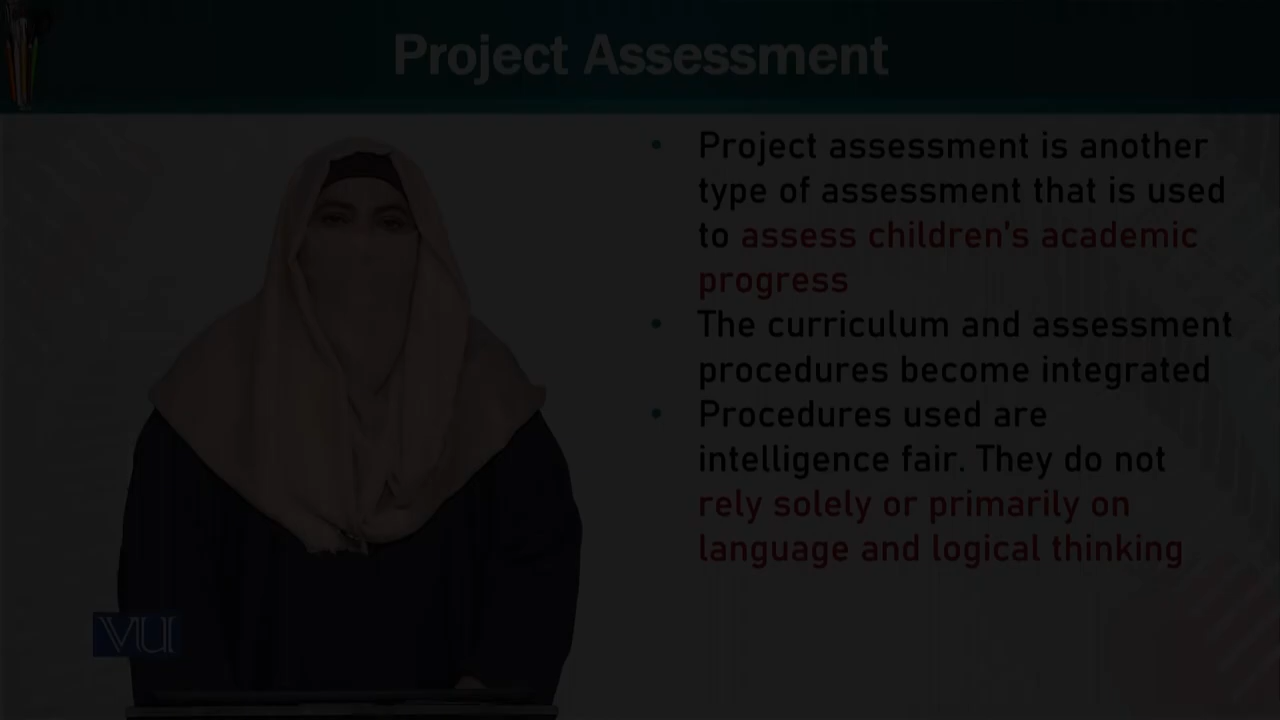 Project Assessment
• Project assessment is another
type of assessment that is used
to assess children's academic
progress
• The curriculum and assessment
procedures become integrated
• Procedures used are
intelligence fair. They do not
rely solely or primarily on
language and logical thinking
VU